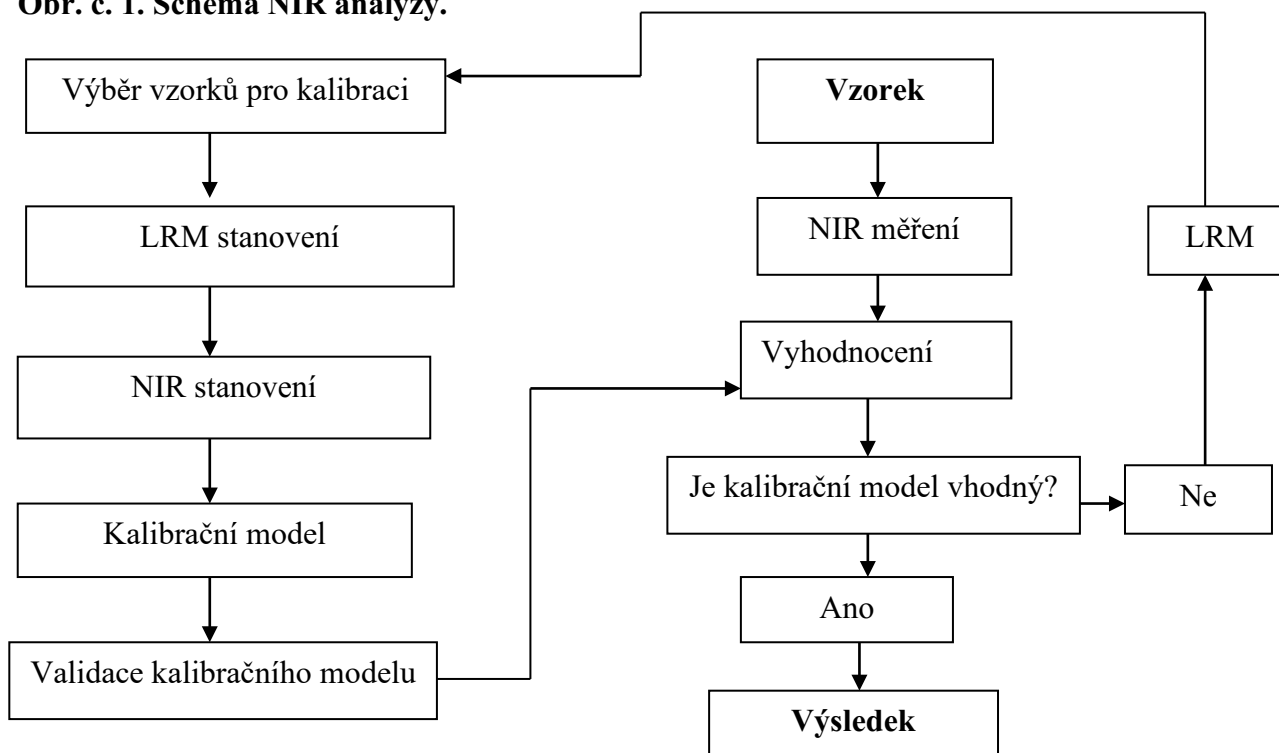 Obr. č. 1. Schéma NIR analýzy.
Výběr vzorků pro kalibraci
LRM stanovení
NIR stanovení
Kalibrační model
Validace kalibračního modelu
Vzorek
NIR měření
Vyhodnocení
Je kalibrační model vhodný?
Ano
Výsledek
Ne
LRM